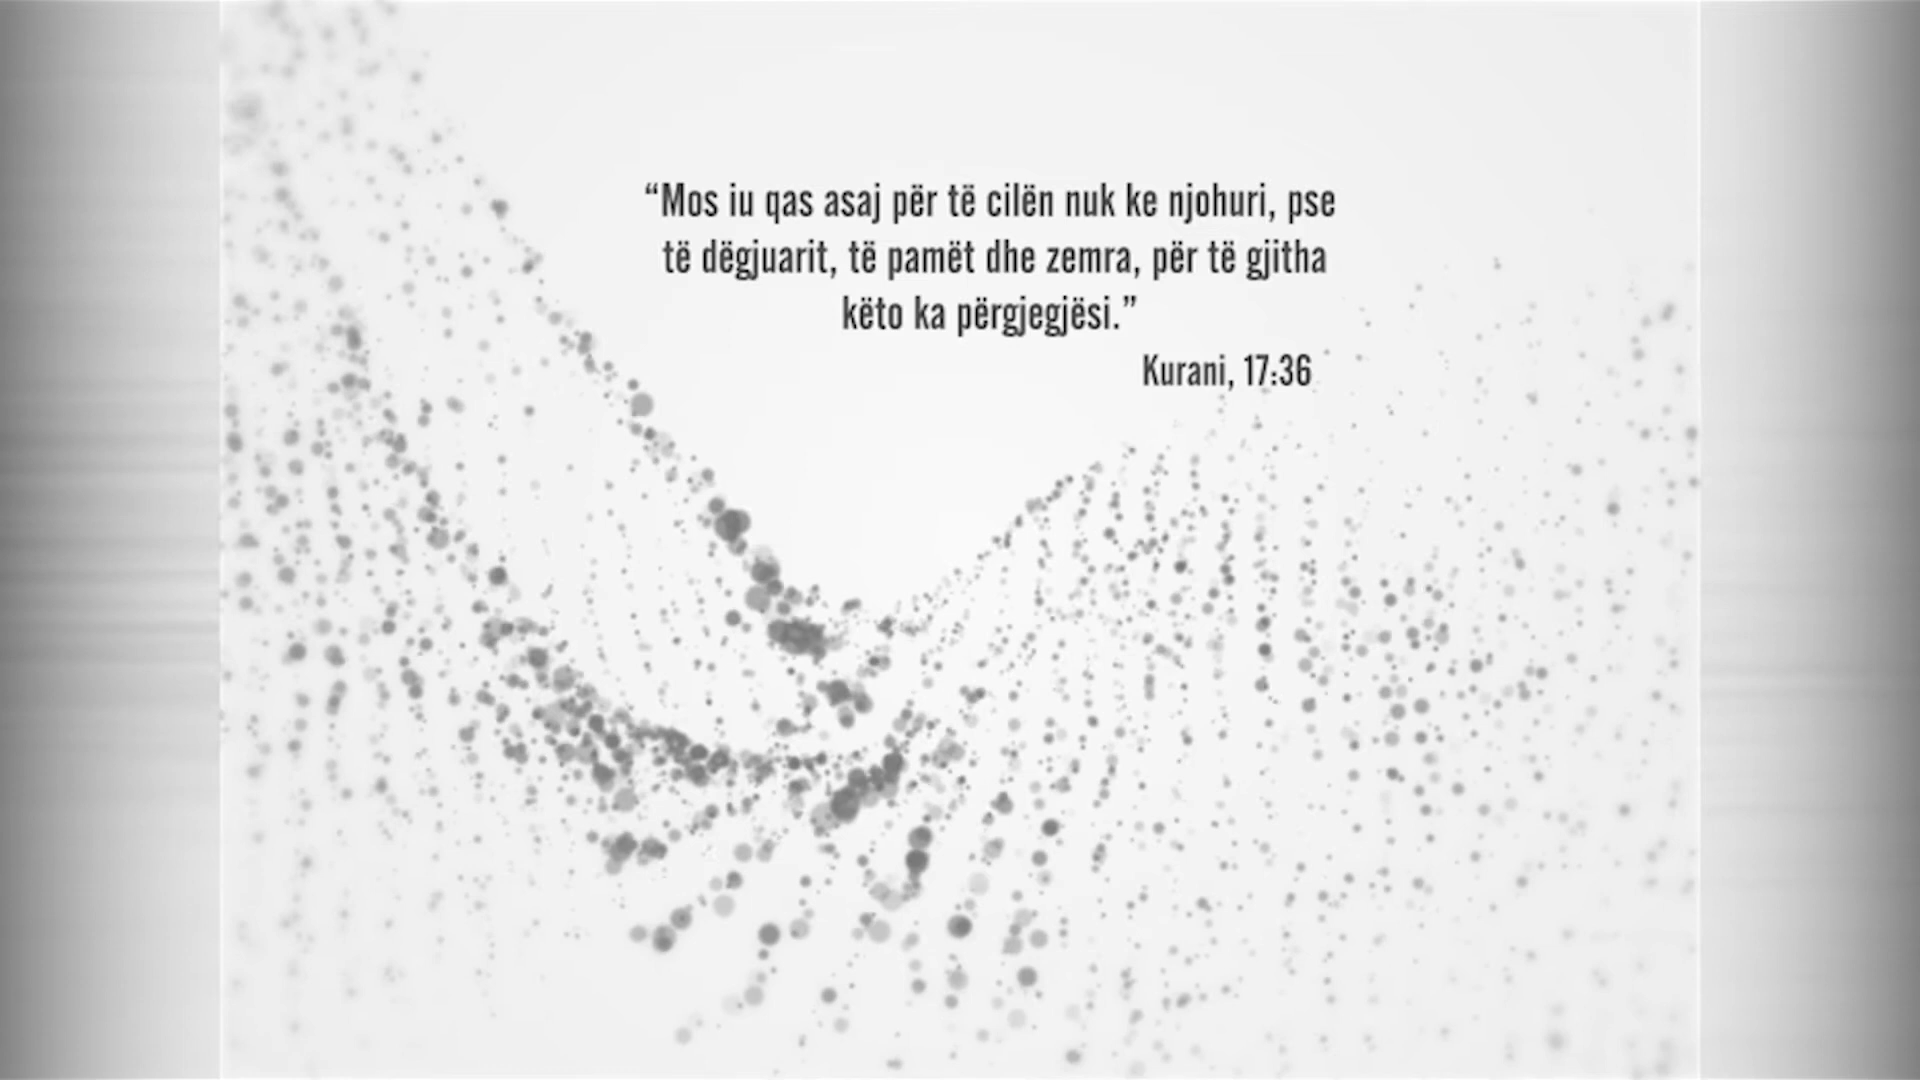 “Mos iu qas asaj për të cilën nuk ke njohuri, pse
të dëgjuarit, të pamët dhe zemra, për të gjitha
këto ka përgjegjësi.”
Kurani, 17:36